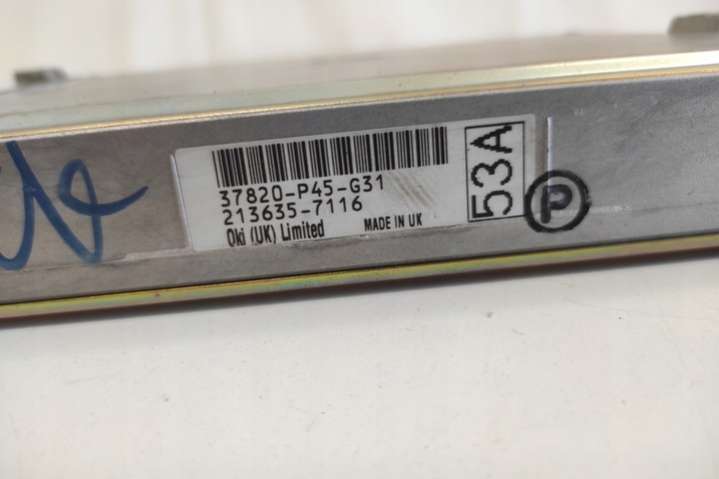 37820-P45-G31
213635-7116
Oki (UK) Limited MADE IN UK
53A
P